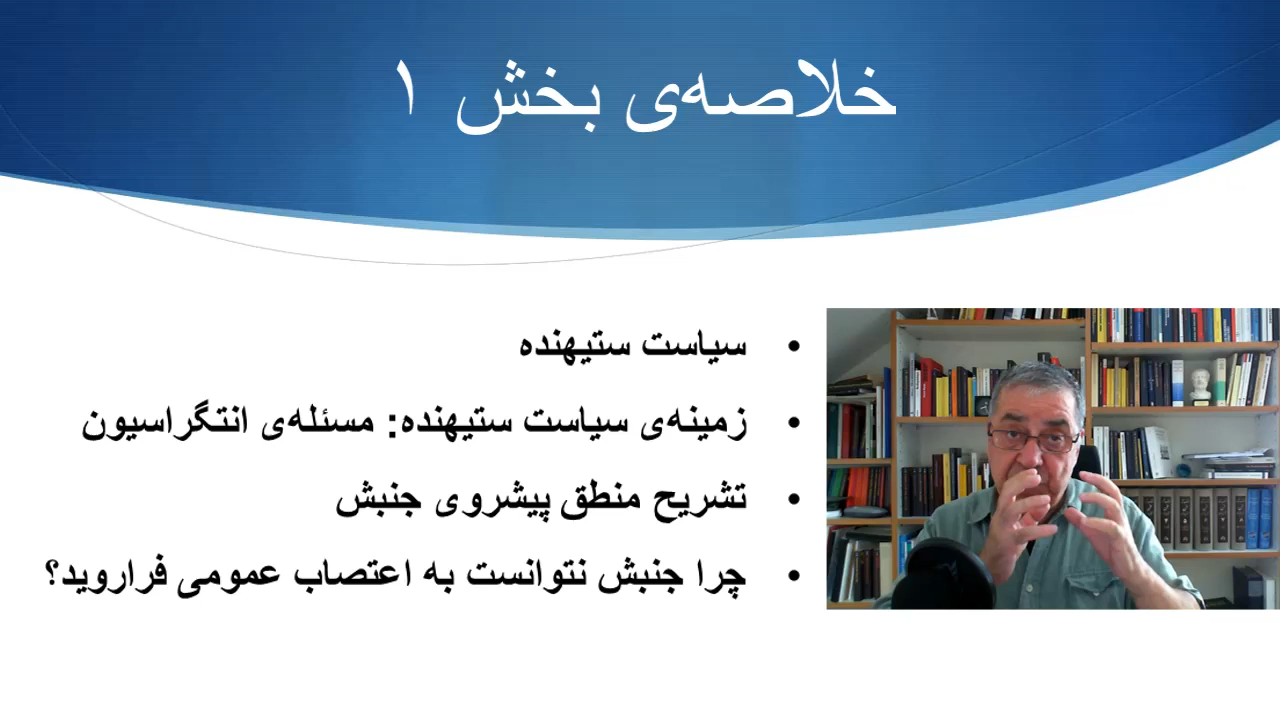 خلاصه‌ی بخش ۱
• سیاست ستیهنده
• زمینه‌ی سیاست ستیهنده: مسئله‌ی انتگراسیون
• تشریح منطق پیشروی جنبش
• چرا جنبش نتوانست به اعتصاب عمومی فراروید؟